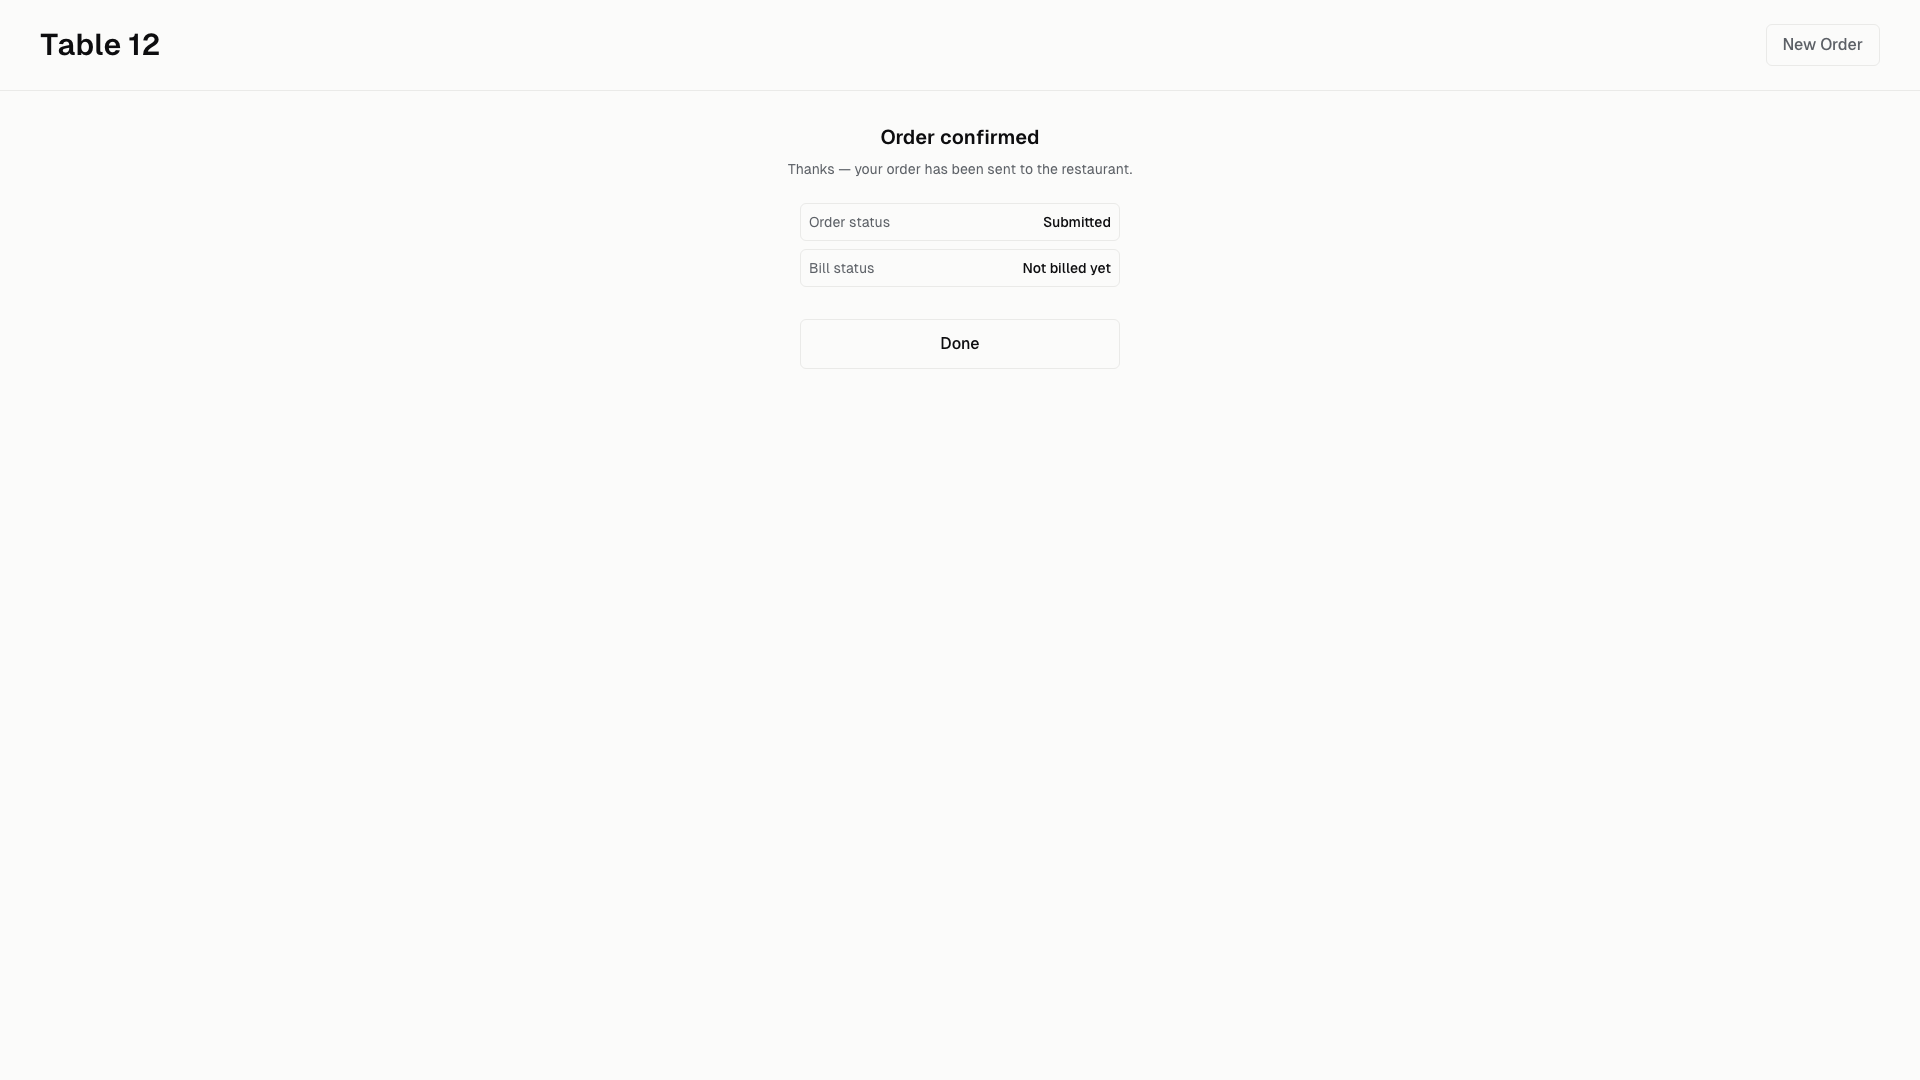 Table 12
New Order
Order confirmed
Thanks — your order has been sent to the restaurant.
Order status Submitted
Bill status Not billed yet
Done